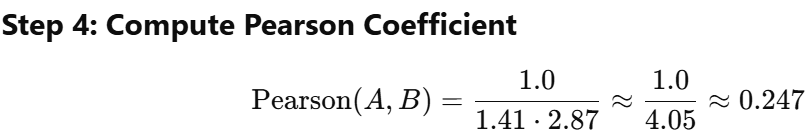 Step 4: Compute Pearson Coefficient
Pearson(A, B) = 1.0 / 1.41 · 2.87 ≈ 1.0 / 4.05 ≈ 0.247